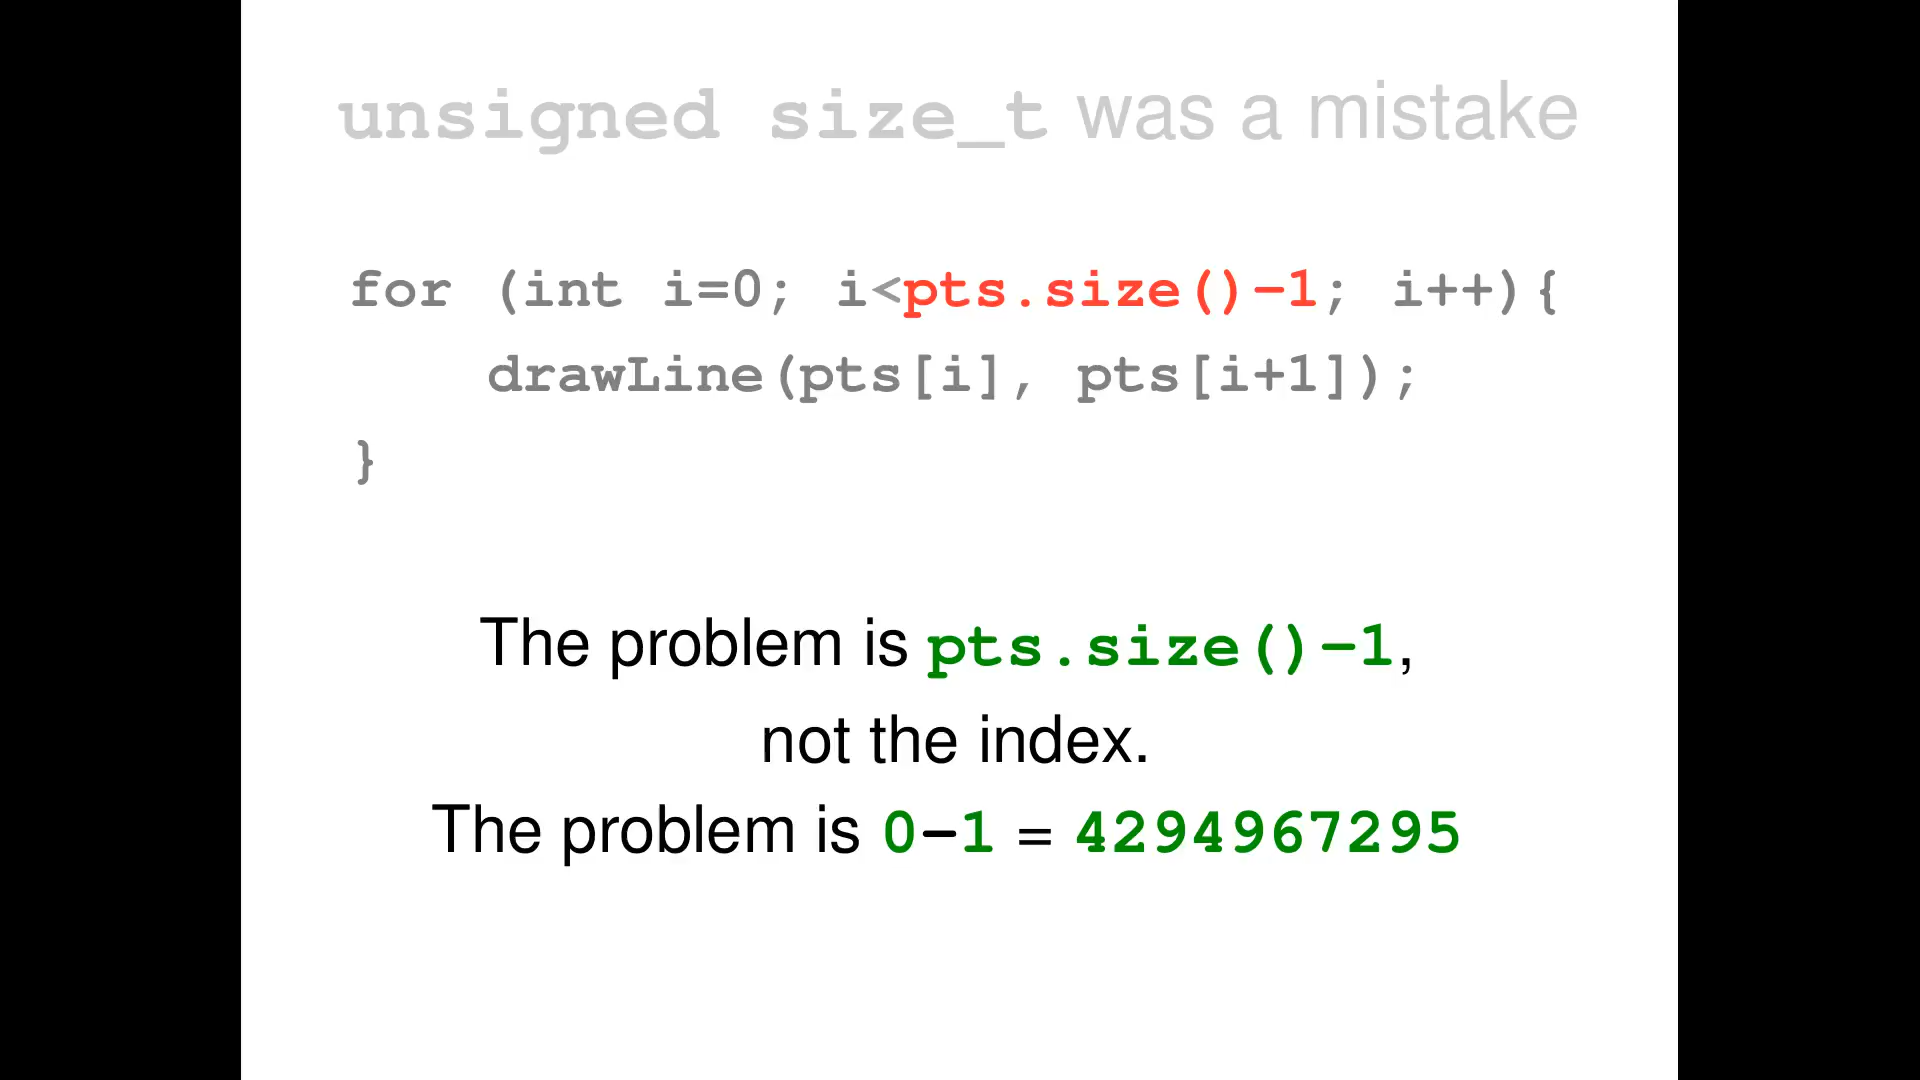 unsigned size_t was a mistake
for (int i=0; i<pts.size()-1; i++){
drawLine(pts[i], pts[i+1]);
}
The problem is pts.size()-1,
not the index.
The problem is 0-1 = 4294967295